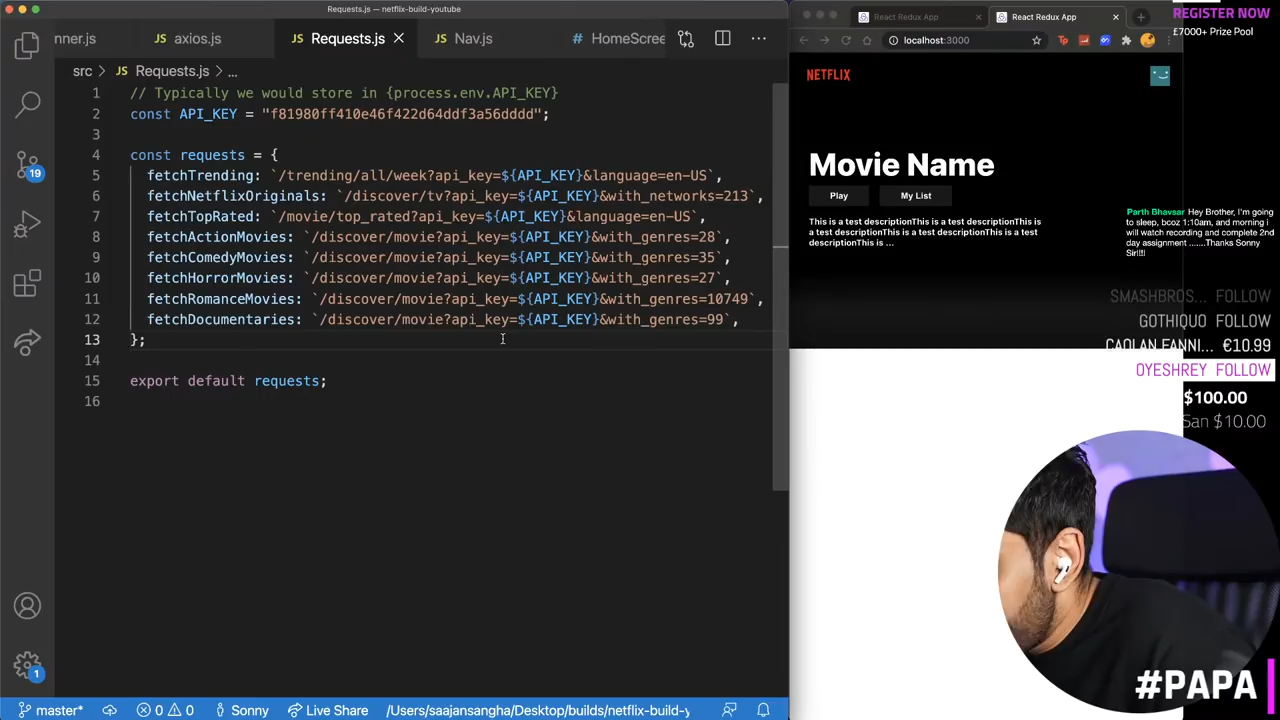 Requests.js — netflix-build-youtube
nner.js
axios.js
Requests.js
Nav.js
# HomeScree
src > JS Requests.js > ...
1 // Typically we would store in {process.env.API_KEY}
2 const API_KEY = "f81980ff410e46f422d64ddf3a56dddd";
3
4 const requests = {
5 fetchTrending: `/trending/all/week?api_key=${API_KEY}&language=en-US`,
6 fetchNetflixOriginals: `/discover/tv?api_key=${API_KEY}&with_networks=213`,
7 fetchTopRated: `/movie/top_rated?api_key=${API_KEY}&language=en-US`,
8 fetchActionMovies: `/discover/movie?api_key=${API_KEY}&with_genres=28`,
9 fetchComedyMovies: `/discover/movie?api_key=${API_KEY}&with_genres=35`,
10 fetchHorrorMovies: `/discover/movie?api_key=${API_KEY}&with_genres=27`,
11 fetchRomanceMovies: `/discover/movie?api_key=${API_KEY}&with_genres=10749`,
12 fetchDocumentaries: `/discover/movie?api_key=${API_KEY}&with_genres=99`,
13 };
14
15 export default requests;
16
19
1
master*
0 0
Sonny
Live Share
/Users/saajansangha/Desktop/builds/netflix-build-y
React Redux App
React Redux App
localhost:3000
NETFLIX
Movie Name
Play
My List
This is a test descriptionThis is a test descriptionThis is
a test descriptionThis is a test descriptionThis is a test
descriptionThis is ...
REGISTER NOW
£7000+ Prize Pool
Parth Bhavsar Hey Brother, I'm going
to sleep, bcoz 1:10am, and morning i
will watch recording and complete 2nd
day assignment .......Thanks Sonny
Sir!!!
SMASHBROS... FOLLOW
GOTHIQUO FOLLOW
CAOLAN FANNI... €10.99
OYESHREY FOLLOW
$100.00
San $10.00
#PAPA